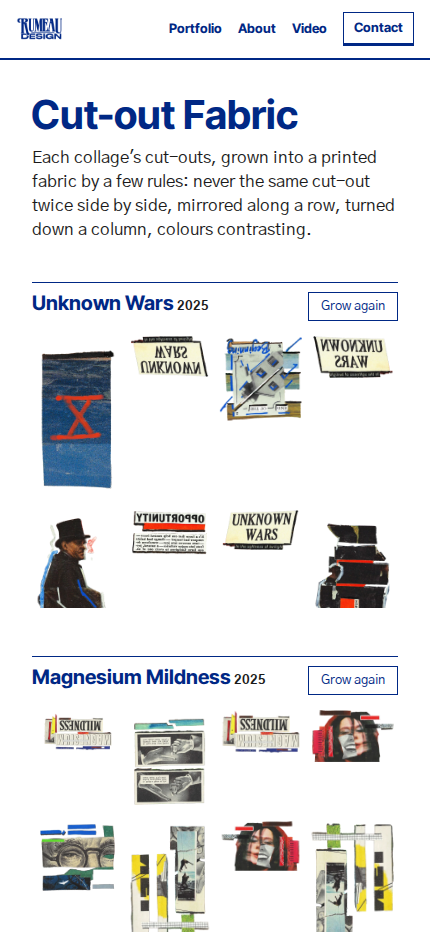 RUMEAU
DESIGN
Portfolio
About
Video
Contact
Cut-out Fabric
Each collage's cut-outs, grown into a printed
fabric by a few rules: never the same cut-out
twice side by side, mirrored along a row, turned
down a column, colours contrasting.
Unknown Wars 2025
Grow again
UNKNOWN
WARS
Beginning
UNKNOWN
WARS
X
OPPORTUNITY
UNKNOWN
WARS
Magnesium Mildness 2025
Grow again
MILDNESS
MILDNESS